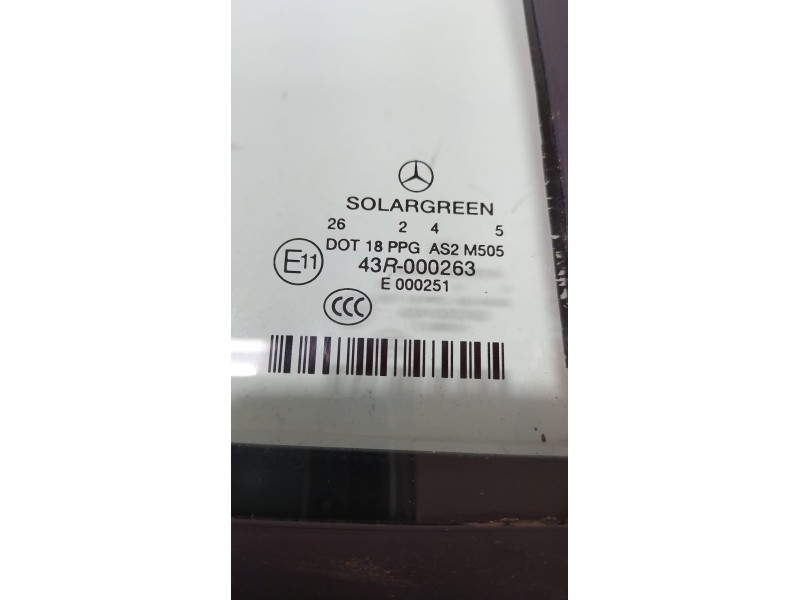 SOLARGREEN
26 2 4 5
DOT 18 PPG AS2 M505
E11
43R-000263
E 000251
CCC